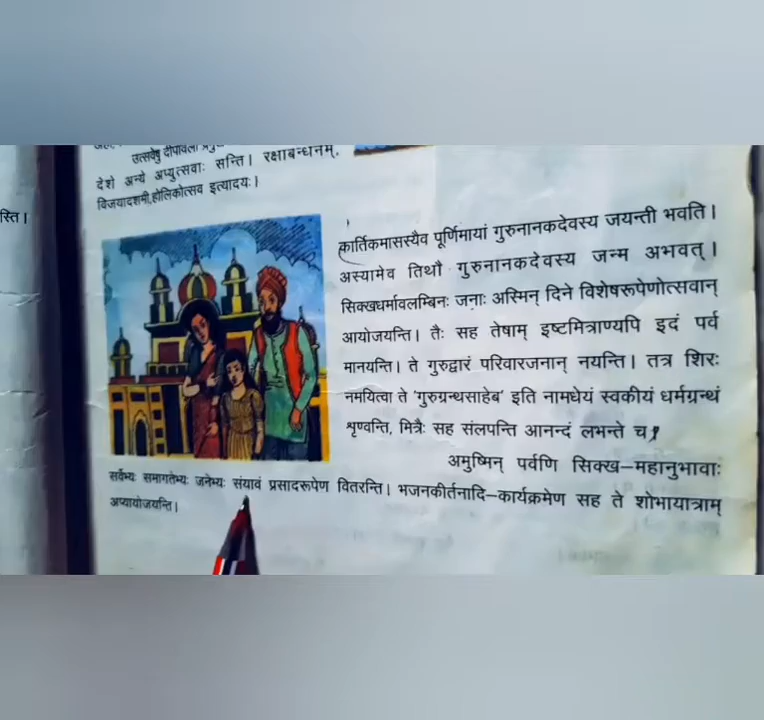 उत्सवेषु दीपावली
देशे अन्ये अप्युत्सवाः सन्ति। रक्षाबन्धनम्,
विजयादशमी,होलिकोत्सव इत्यादयः।
स्ति।
कार्तिकमासस्यैव पूर्णिमायां गुरुनानकदेवस्य जयन्ती भवति।
अस्यामेव तिथौ गुरुनानकदेवस्य जन्म अभवत्।
सिक्खधर्मावलम्बिनः जनाः अस्मिन् दिने विशेषरूपेणोत्सवान्
आयोजयन्ति। तैः सह तेषाम् इष्टमित्राण्यपि इदं पर्व
मानयन्ति। ते गुरुद्वारं परिवारजनान् नयन्ति। तत्र शिरः
नमयित्वा ते 'गुरुग्रन्थसाहेब' इति नामधेयं स्वकीयं धर्मग्रन्थं
शृण्वन्ति, मित्रैः सह संलपन्ति आनन्दं लभन्ते च।
अमुष्मिन् पर्वणि सिक्ख–महानुभावाः
सर्वेभ्यः समागतेभ्यः जनेभ्यः संयावं प्रसादरूपेण वितरन्ति। भजनकीर्तनादि–कार्यक्रमेण सह ते शोभायात्राम्
अप्यायोजयन्ति।